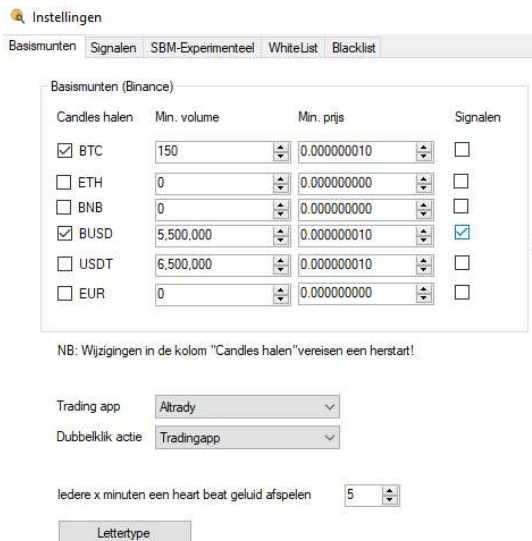 Instellingen
Basismunten Signalen SBM-Experimenteel WhiteList Blacklist
Basismunten (Binance)
Candles halen Min. volume Min. prijs Signalen
BTC 150 0.000000010
ETH 0 0.000000000
BNB 0 0.000000000
BUSD 5,500,000 0.000000010
USDT 6,500,000 0.000000010
EUR 0 0.000000000
NB: Wijzigingen in de kolom "Candles halen"vereisen een herstart!
Trading app Altrady
Dubbelklik actie Tradingapp
Iedere x minuten een heart beat geluid afspelen 5
Lettertype